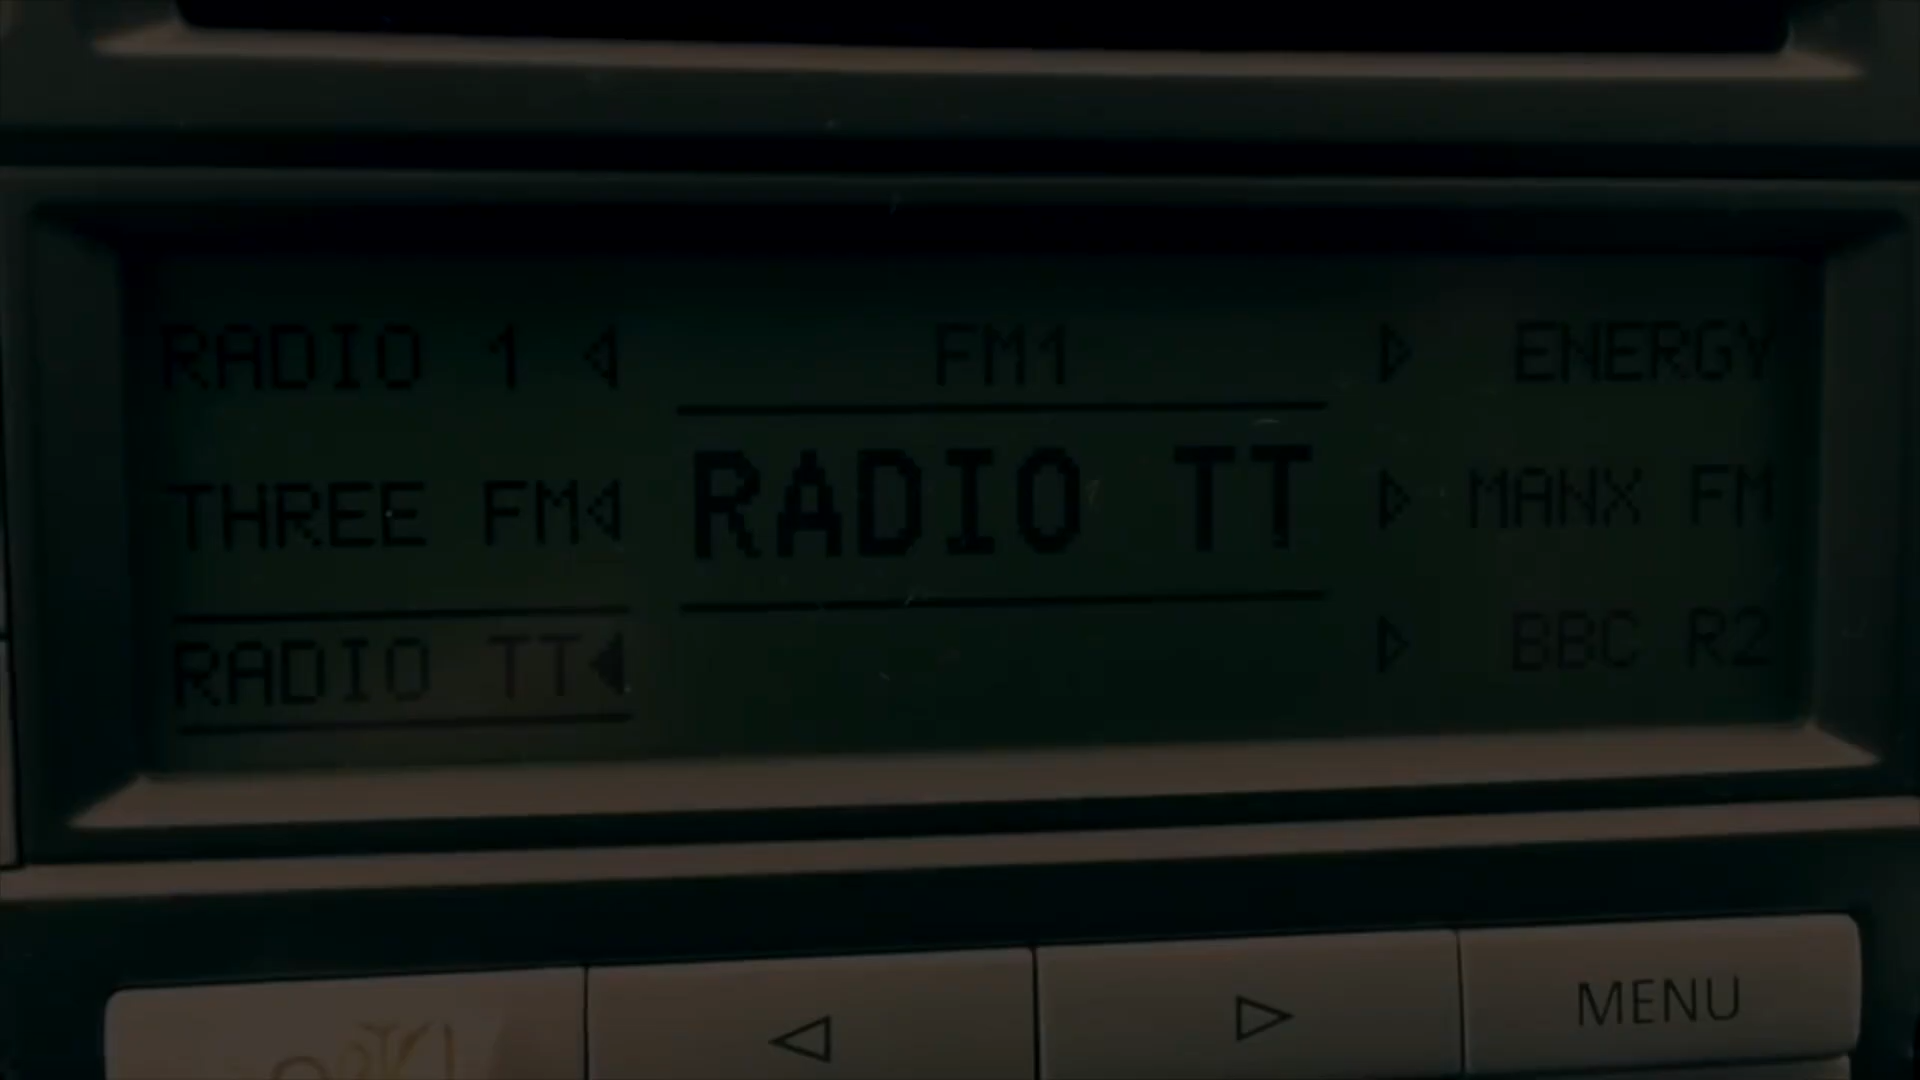 RADIO 1 FM1 ENERGY
THREE FM RADIO TT MANX FM
RADIO TT BBC R2
MENU